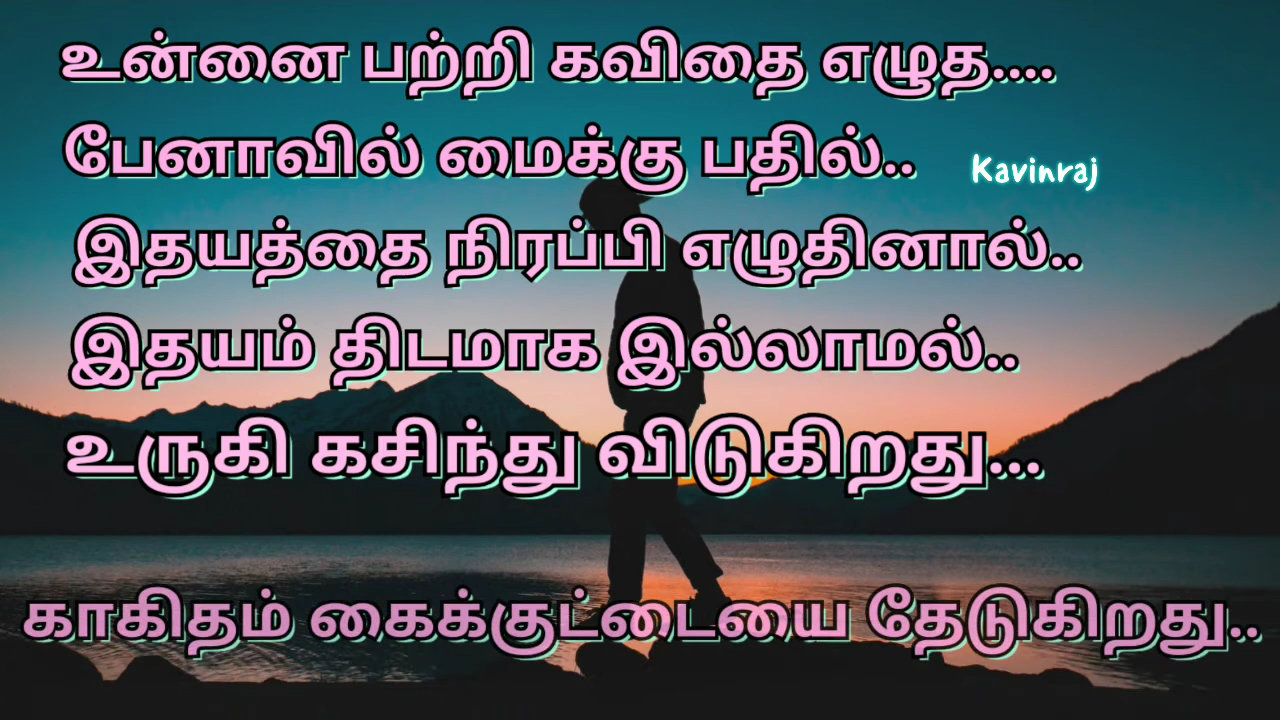 உன்னை பற்றி கவிதை எழுத....
பேனாவில் மைக்கு பதில்..
Kavinraj
இதயத்தை நிரப்பி எழுதினால்..
இதயம் திடமாக இல்லாமல்..
உருகி கசிந்து விடுகிறது...
காகிதம் கைக்குட்டையை தேடுகிறது..